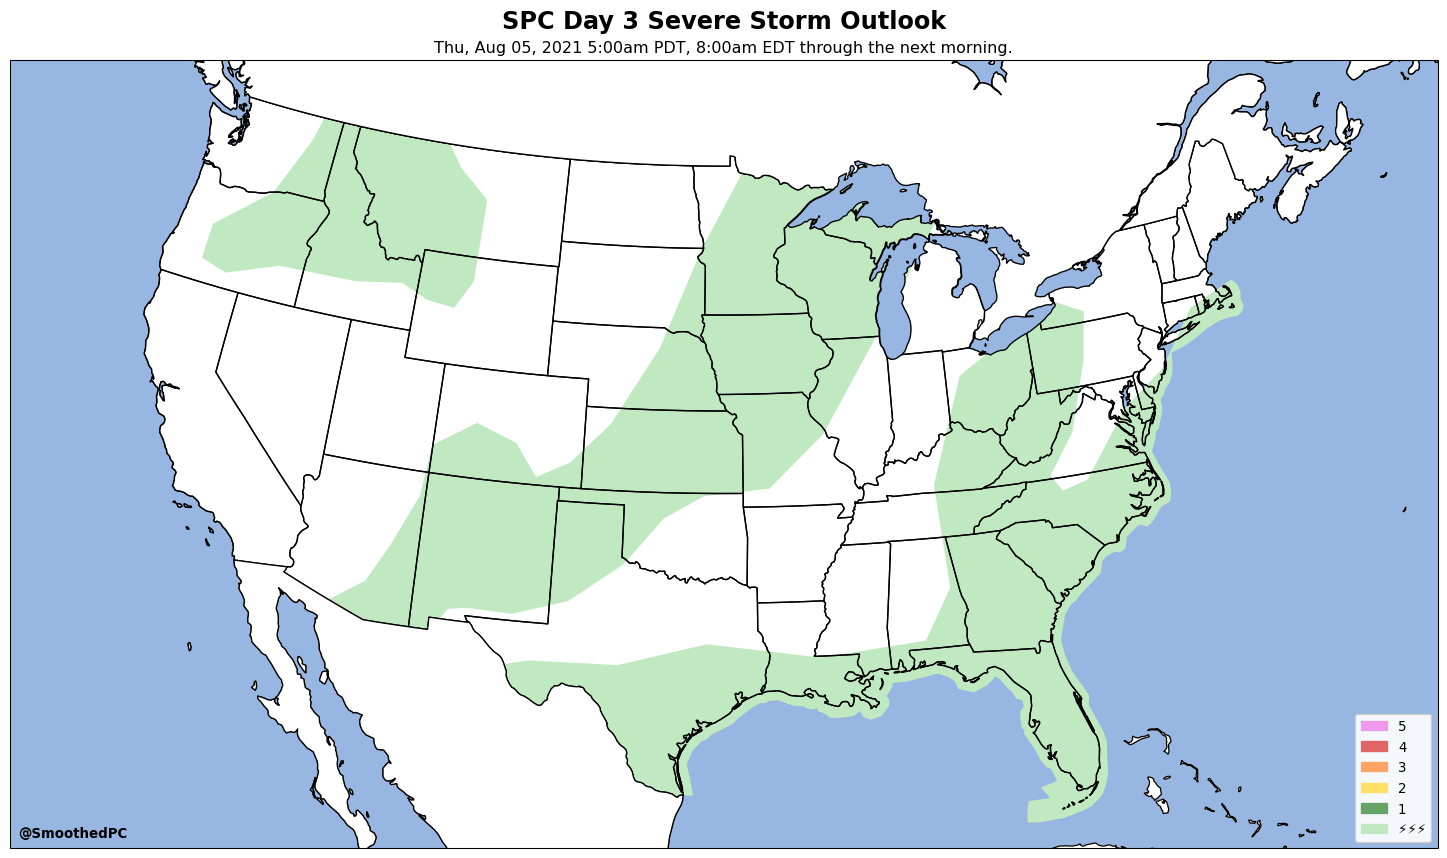 SPC Day 3 Severe Storm Outlook
Thu, Aug 05, 2021 5:00am PDT, 8:00am EDT through the next morning.
5
4
3
2
1
⚡⚡⚡
@SmoothedPC